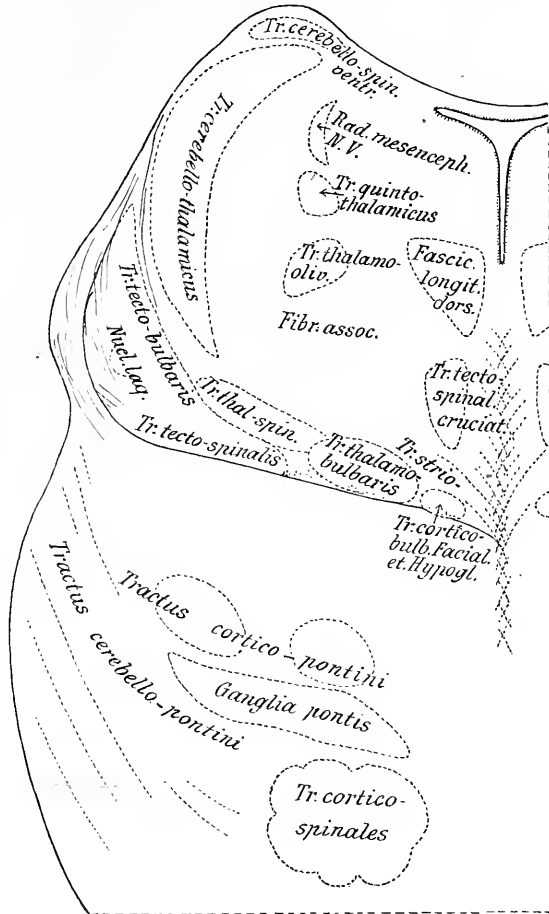 Tr. cerebello-spin.
ventr.
Tr. cerebello-thalamicus
Rad. mesenceph.
N. V.
Tr. quinto-
thalamicus
Tr. thalamo-
oliv.
Fascic.
longit.
dors.
Fibr. assoc.
Tr. tecto-bulbaris
Nucl. laq.
Tr. tecto-
spinal
cruciat.
Tr. thal-spin.
Tr. tecto-spinalis
Tr. thalamo-
bulbaris
Tr. strio-
Tr. cortico-
bulb. Facial.
et. Hypogl.
Tractus cerebello-pontini
Tractus cortico-pontini
Ganglia pontis
Tr. cortico-
spinales